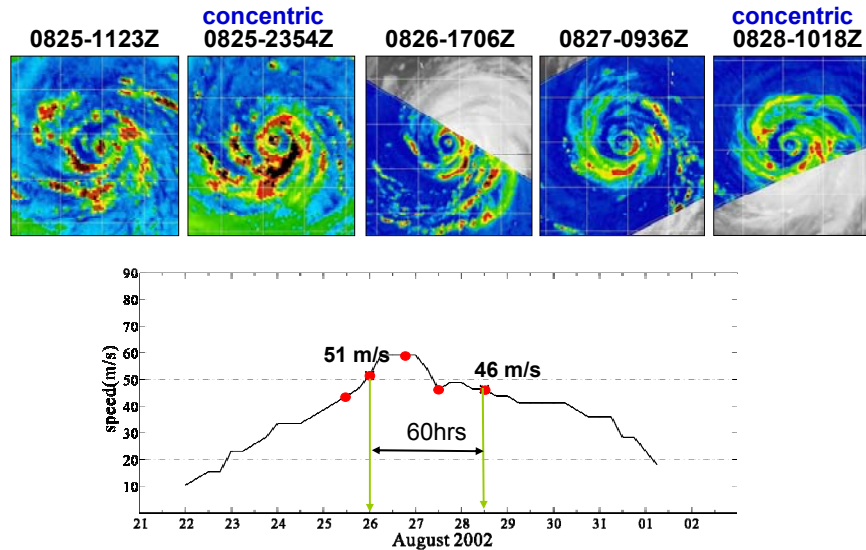 concentric concentric
0825-1123Z 0825-2354Z 0826-1706Z 0827-0936Z 0828-1018Z
90
80
70
60
50
40
30
20
10
speed(m/s)
51 m/s
46 m/s
60hrs
21 22 23 24 25 26 27 28 29 30 31 01 02
August 2002